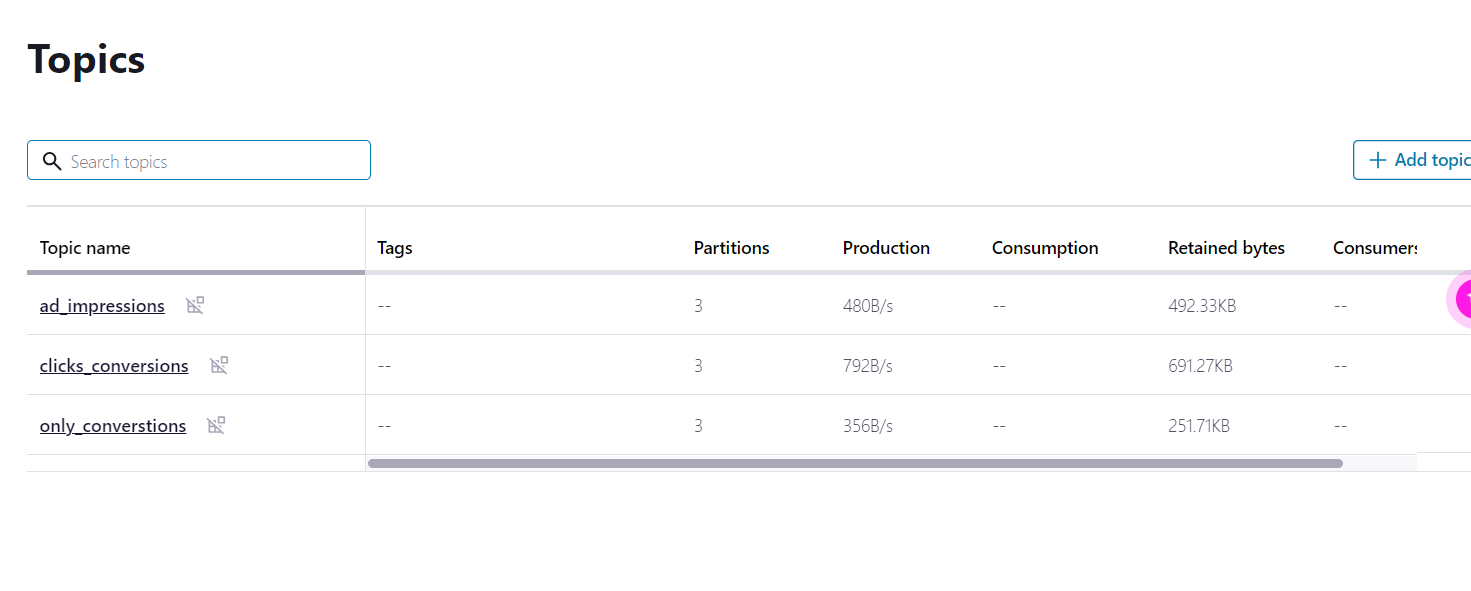 Topics
Search topics
Add topic
Topic name Tags Partitions Production Consumption Retained bytes Consumers
ad_impressions -- 3 480B/s -- 492.33KB --
clicks_conversions -- 3 792B/s -- 691.27KB --
only_converstions -- 3 356B/s -- 251.71KB --